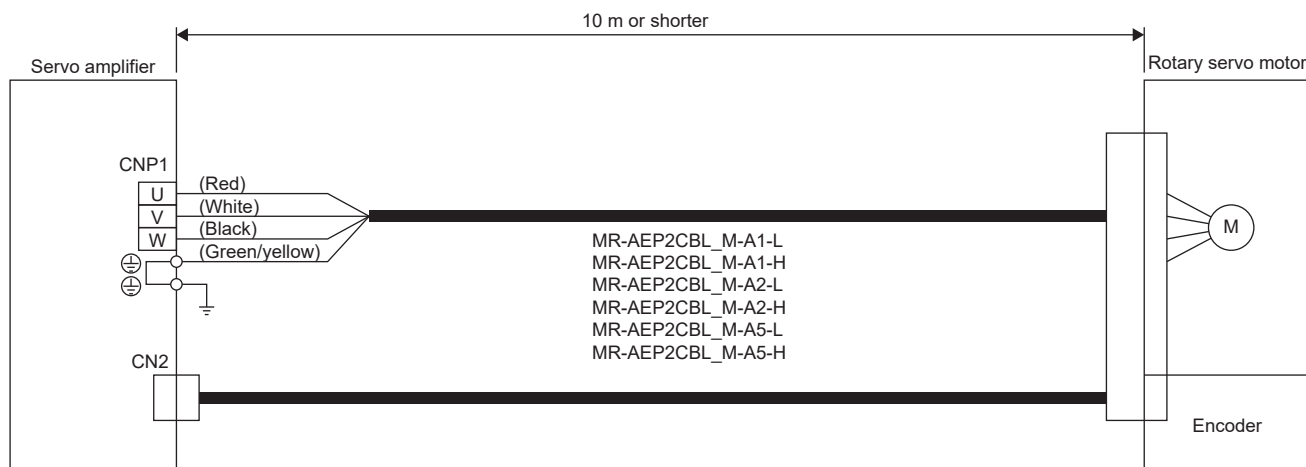 10 m or shorter
Servo amplifier
Rotary servo motor
CNP1
U
(Red)
V
(White)
W
(Black)
(Green/yellow)
M
MR-AEP2CBL_M-A1-L
MR-AEP2CBL_M-A1-H
MR-AEP2CBL_M-A2-L
MR-AEP2CBL_M-A2-H
MR-AEP2CBL_M-A5-L
MR-AEP2CBL_M-A5-H
CN2
Encoder